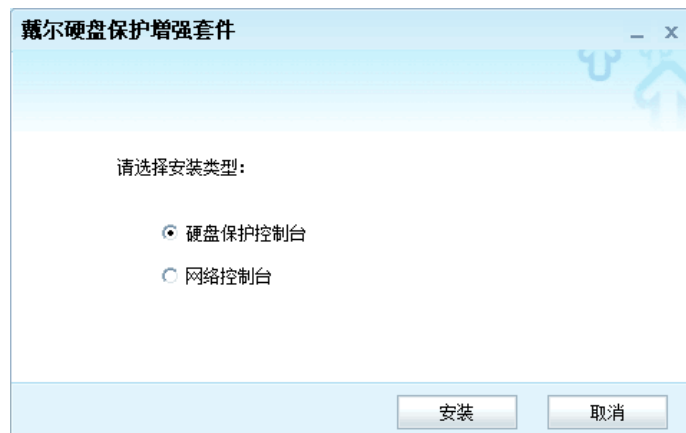 戴尔硬盘保护增强套件
请选择安装类型:
硬盘保护控制台
网络控制台
安装
取消